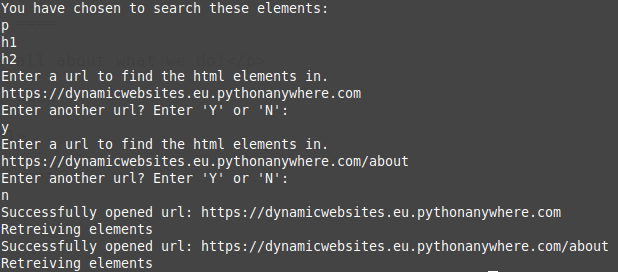 You have chosen to search these elements:
p
h1
h2
Enter a url to find the html elements in.
https://dynamicwebsites.eu.pythonanywhere.com
Enter another url? Enter 'Y' or 'N':
y
Enter a url to find the html elements in.
https://dynamicwebsites.eu.pythonanywhere.com/about
Enter another url? Enter 'Y' or 'N':
n
Successfully opened url: https://dynamicwebsites.eu.pythonanywhere.com
Retreiving elements
Successfully opened url: https://dynamicwebsites.eu.pythonanywhere.com/about
Retreiving elements